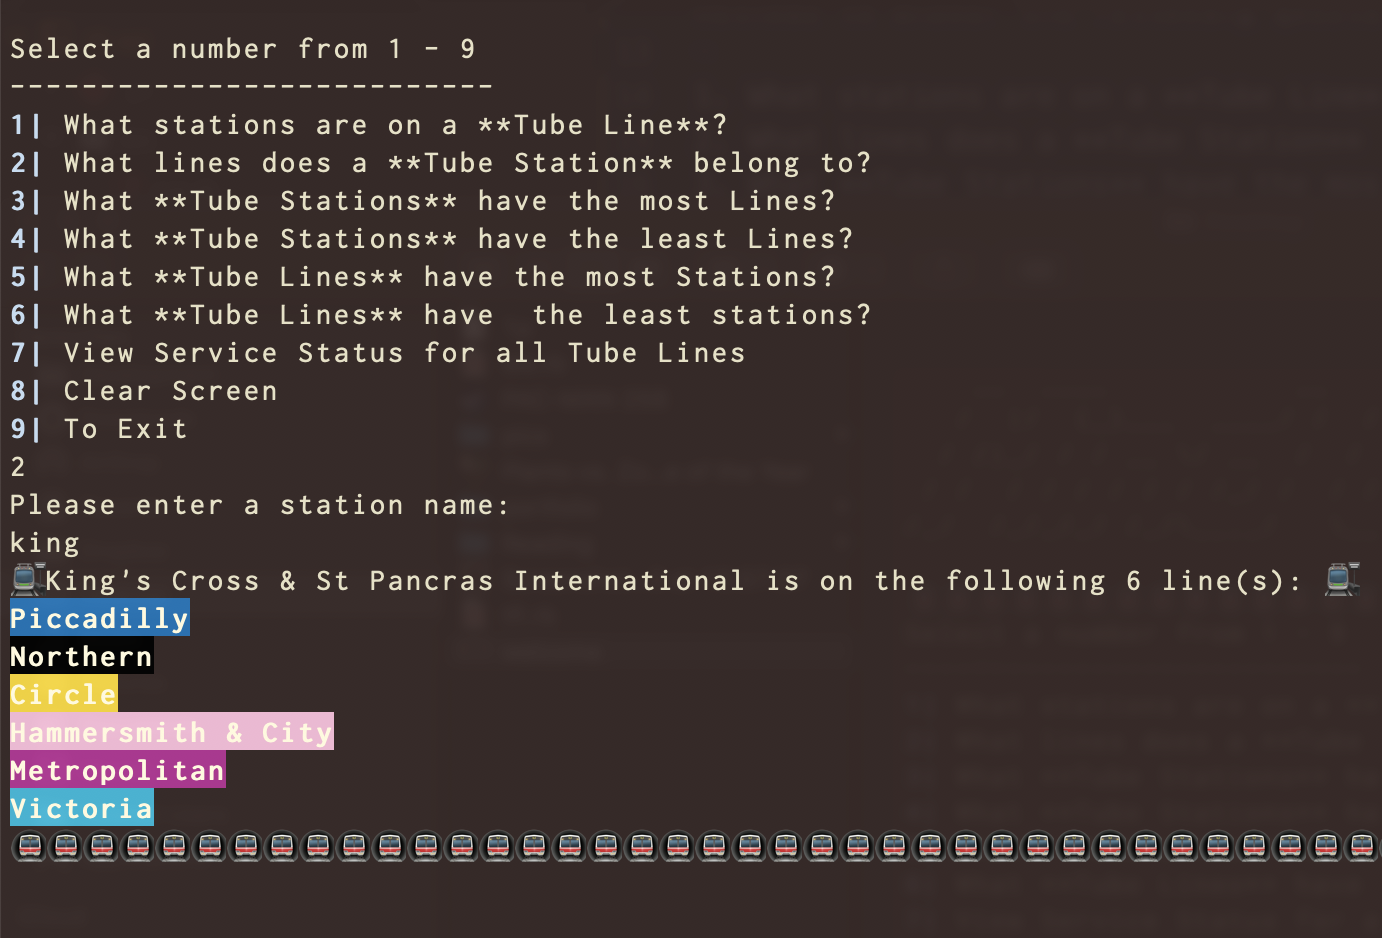 Select a number from 1 - 9
---------------------------
1| What stations are on a **Tube Line**?
2| What lines does a **Tube Station** belong to?
3| What **Tube Stations** have the most Lines?
4| What **Tube Stations** have the least Lines?
5| What **Tube Lines** have the most Stations?
6| What **Tube Lines** have  the least stations?
7| View Service Status for all Tube Lines
8| Clear Screen
9| To Exit
2
Please enter a station name:
king
King's Cross & St Pancras International is on the following 6 line(s):
Piccadilly
Northern
Circle
Hammersmith & City
Metropolitan
Victoria